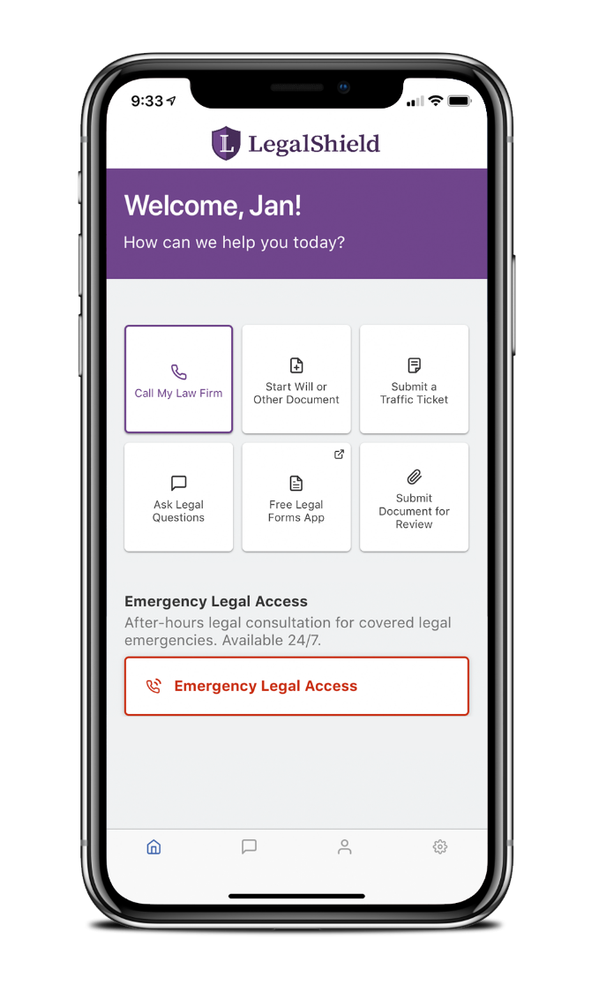 9:33
L LegalShield
Welcome, Jan!
How can we help you today?
Call My Law Firm
Start Will or
Other Document
Submit a
Traffic Ticket
Ask Legal
Questions
Free Legal
Forms App
Submit
Document for
Review
Emergency Legal Access
After-hours legal consultation for covered legal
emergencies. Available 24/7.
Emergency Legal Access